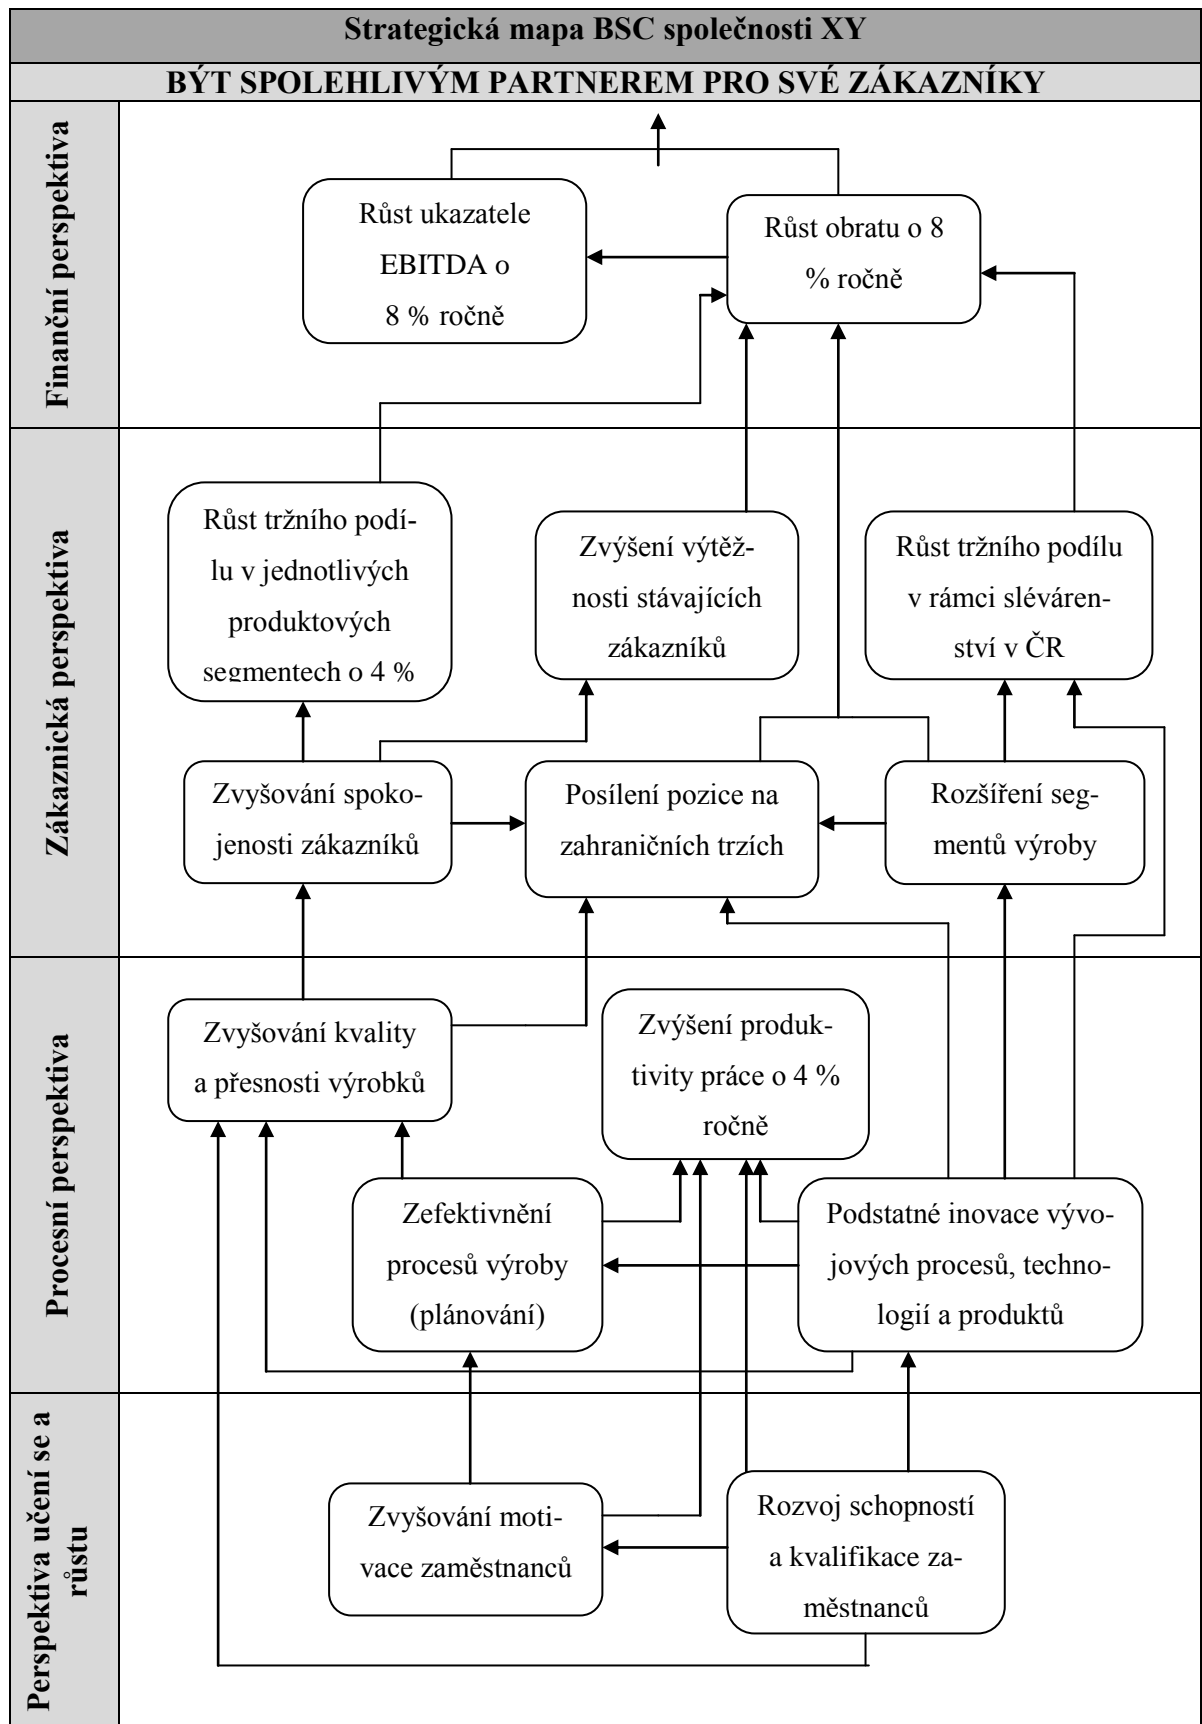 Strategická mapa BSC společnosti XY
BÝT SPOLEHLIVÝM PARTNEREM PRO SVÉ ZÁKAZNÍKY
Finanční perspektiva
Růst ukazatele
EBITDA o
8 % ročně
Růst obratu o 8
% ročně
Zákaznická perspektiva
Růst tržního podí-
lu v jednotlivých
produktových
segmentech o 4 %
Zvýšení výtěž-
nosti stávajících
zákazníků
Růst tržního podílu
v rámci sléváren-
ství v ČR
Zvyšování spoko-
jenosti zákazníků
Posílení pozice na
zahraničních trzích
Rozšíření seg-
mentů výroby
Procesní perspektiva
Zvyšování kvality
a přesnosti výrobků
Zvýšení produk-
tivity práce o 4 %
ročně
Zefektivnění
procesů výroby
(plánování)
Podstatné inovace vývo-
jových procesů, techno-
logií a produktů
Perspektiva učení se a
růstu
Zvyšování moti-
vace zaměstnanců
Rozvoj schopností
a kvalifikace za-
městnanců